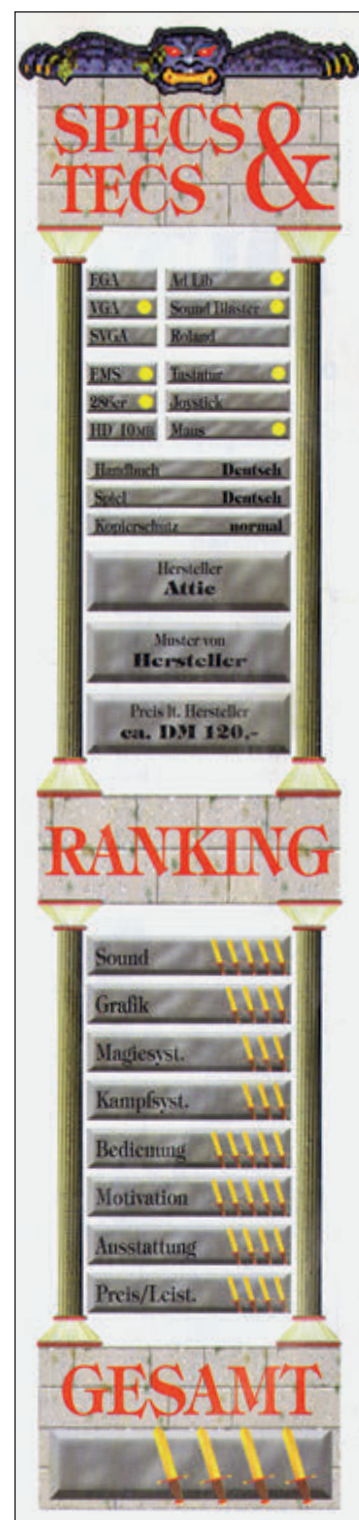 SPECS &
TECS
EGA Ad Lib
VGA Sound Blaster
SVGA Roland
EMS Tastatur
286er Joystick
HD 10MB Maus
Handbuch Deutsch
Spiel Deutsch
Kopierschutz normal
Hersteller
Attic
Muster von
Hersteller
Preis lt. Hersteller
ca. DM 120,-
RANKING
Sound
Grafik
Magiesyst.
Kampfsyst.
Bedienung
Motivation
Ausstattung
Preis/Leist.
GESAMT